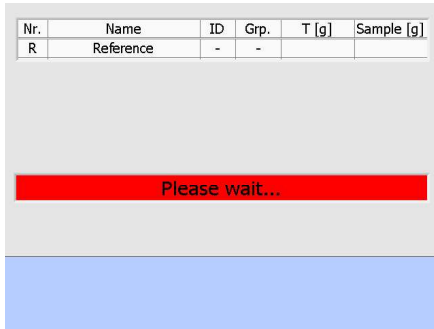 Nr. Name ID Grp. T [g] Sample [g]
R Reference - -
Please wait...